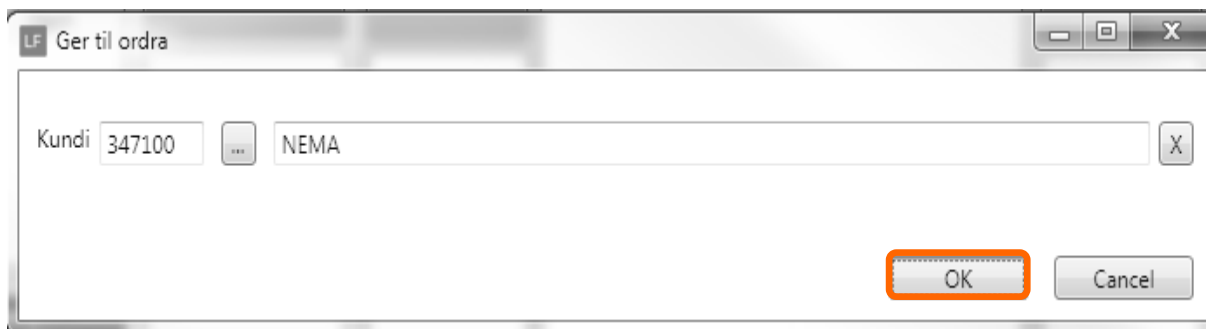 LF Ger til ordra X
Kundi 347100 ... NEMA X
OK Cancel